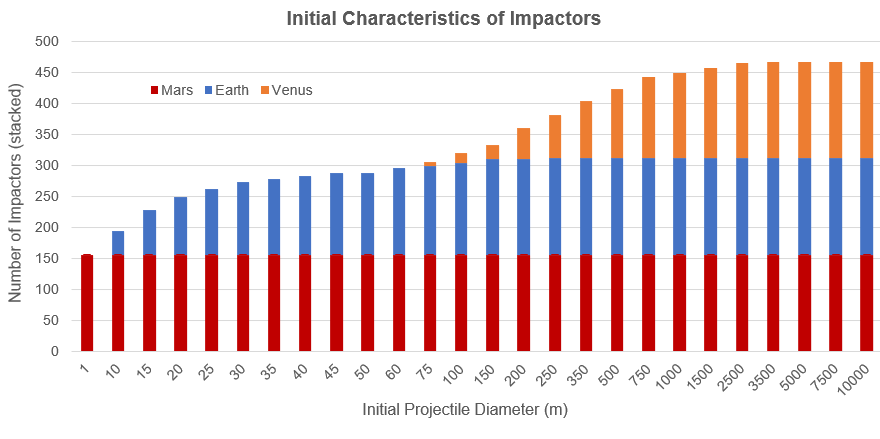 Initial Characteristics of Impactors
500
450
400
350
300
250
200
150
100
50
0
Number of Impactors (stacked)
Mars Earth Venus
1 10 15 20 25 30 35 40 45 50 60 75 100 150 200 250 350 500 750 1000 1500 2500 3500 5000 7500 10000
Initial Projectile Diameter (m)